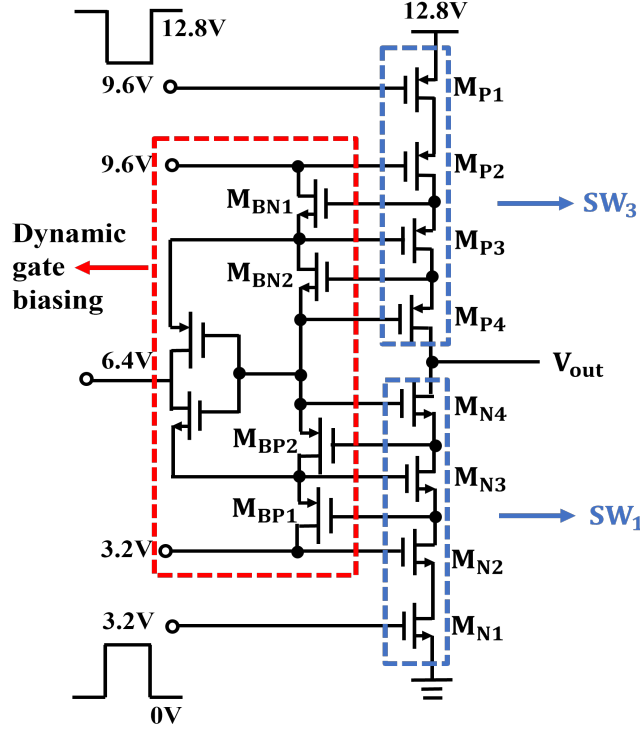 12.8V
12.8V
9.6V
M_P1
9.6V
M_P2
M_BN1
SW_3
Dynamic
gate
biasing
M_P3
M_BN2
M_P4
6.4V
V_out
M_N4
M_BP2
M_N3
M_BP1
SW_1
3.2V
M_N2
3.2V
M_N1
0V